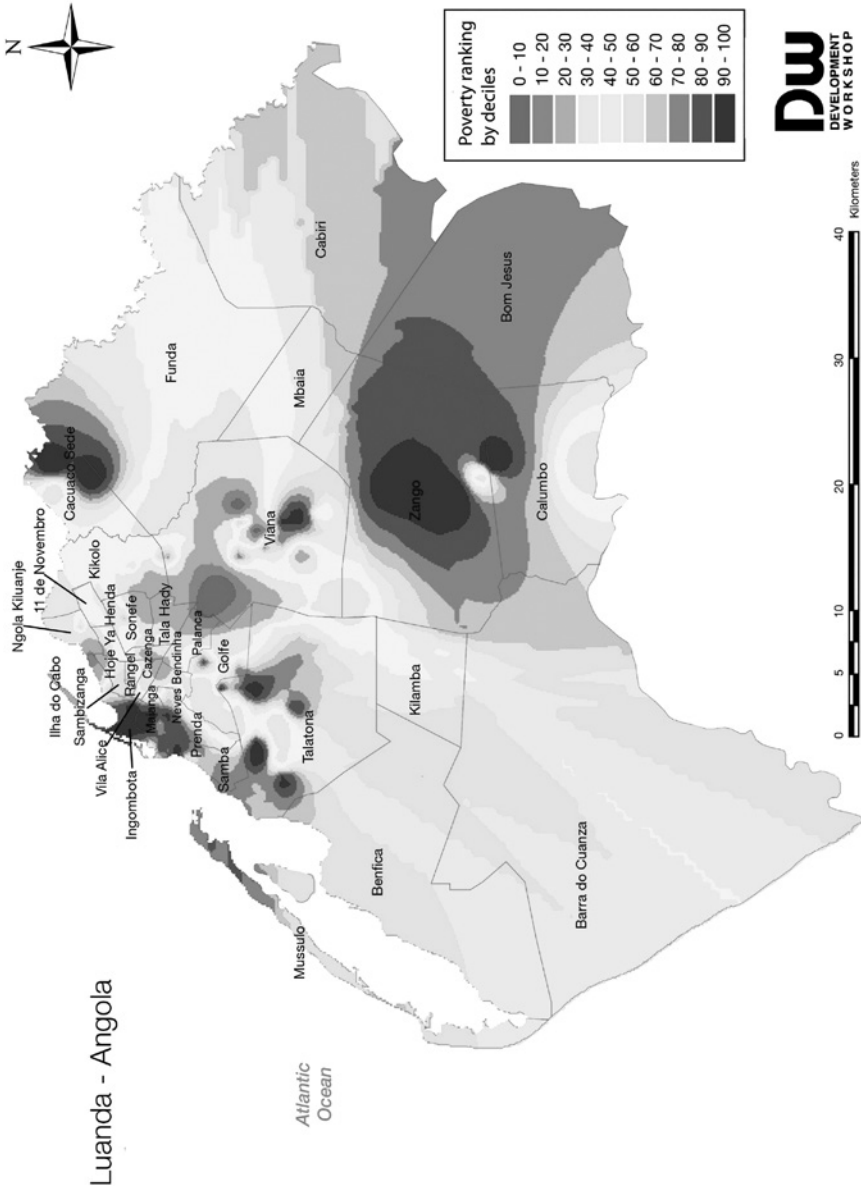 Luanda - Angola
N
Atlantic
Ocean
Ngola Kiluanje
11 de Novembro
Ilha do Cabo
Sambizanga
Vila Alice
Ingombota
Hoje Ya Henda
Rangel
Cazenga
Maianga
Neves Bendinha
Prenda
Samba
Kikolo
Sonefe
Tala Hady
Palanca
Golfe
Talatona
Cacuaco Sede
Funda
Viana
Mbaia
Cabiri
Kilamba
Zango
Bom Jesus
Calumbo
Mussulo
Benfica
Barra do Cuanza
Poverty ranking
by deciles
0 - 10
10 - 20
20 - 30
30 - 40
40 - 50
50 - 60
60 - 70
70 - 80
80 - 90
90 - 100
0 5 10 20 30 40
Kilometers
DW
DEVELOPMENT
WORKSHOP